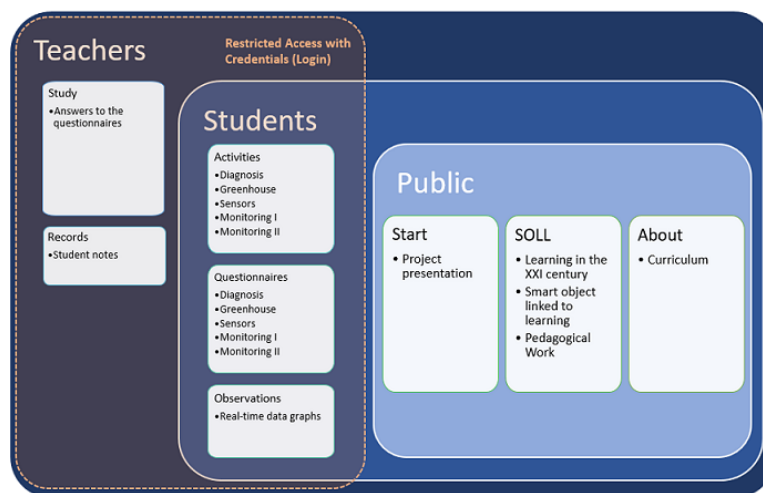 Teachers
Restricted Access with
Credentials (Login)
Study
•Answers to the
questionnaires
Records
•Student notes
Students
Activities
•Diagnosis
•Greenhouse
•Sensors
•Monitoring I
•Monitoring II
Questionnaires
•Diagnosis
•Greenhouse
•Sensors
•Monitoring I
•Monitoring II
Observations
•Real-time data graphs
Public
Start
• Project
presentation
SOLL
• Learning in the
XXI century
• Smart object
linked to
learning
• Pedagogical
Work
About
• Curriculum